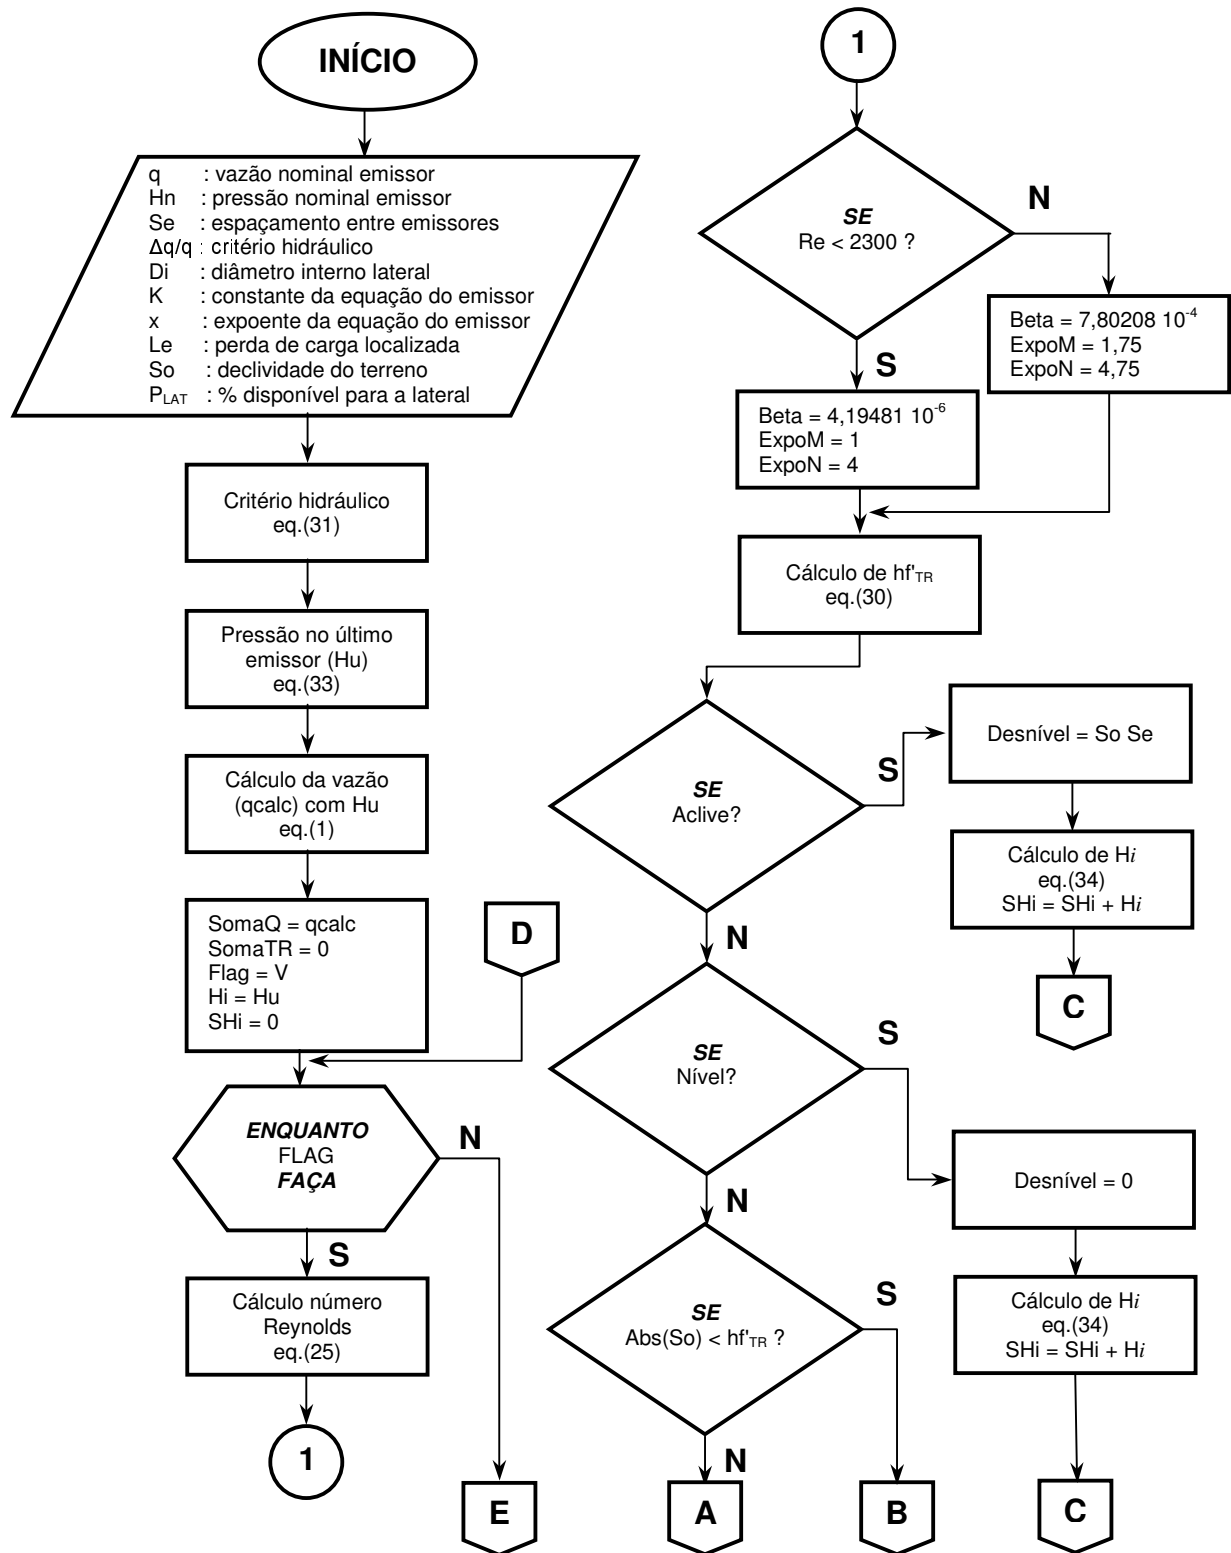 INÍCIO
q : vazão nominal emissor
Hn : pressão nominal emissor
Se : espaçamento entre emissores
Δq/q : critério hidráulico
Di : diâmetro interno lateral
K : constante da equação do emissor
x : expoente da equação do emissor
Le : perda de carga localizada
So : declividade do terreno
P_LAT : % disponível para a lateral
Critério hidráulico
eq.(31)
Pressão no último
emissor (Hu)
eq.(33)
Cálculo da vazão
(qcalc) com Hu
eq.(1)
SomaQ = qcalc
SomaTR = 0
Flag = V
Hi = Hu
SHi = 0
D
ENQUANTO
FLAG
FAÇA
N
S
Cálculo número
Reynolds
eq.(25)
1
E
1
SE
Re < 2300 ?
N
S
Beta = 7,80208 10^-4
ExpoM = 1,75
ExpoN = 4,75
Beta = 4,19481 10^-6
ExpoM = 1
ExpoN = 4
Cálculo de hf'_TR
eq.(30)
SE
Aclive?
S
N
Desnível = So Se
Cálculo de Hi
eq.(34)
SHi = SHi + Hi
C
SE
Nível?
S
N
Desnível = 0
Cálculo de Hi
eq.(34)
SHi = SHi + Hi
C
SE
Abs(So) < hf'_TR ?
S
N
A
B